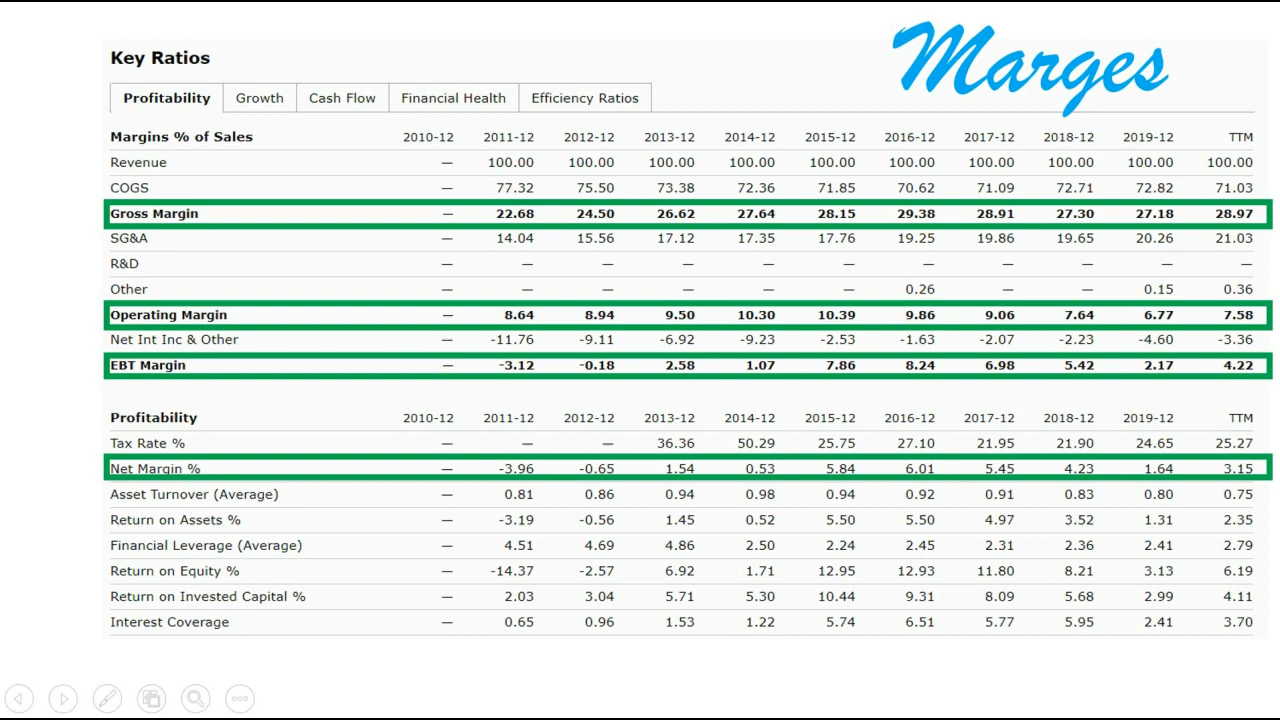 Marges
Key Ratios
Profitability Growth Cash Flow Financial Health Efficiency Ratios
Margins % of Sales 2010-12 2011-12 2012-12 2013-12 2014-12 2015-12 2016-12 2017-12 2018-12 2019-12 TTM
Revenue — 100.00 100.00 100.00 100.00 100.00 100.00 100.00 100.00 100.00 100.00
COGS — 77.32 75.50 73.38 72.36 71.85 70.62 71.09 72.71 72.82 71.03
Gross Margin — 22.68 24.50 26.62 27.64 28.15 29.38 28.91 27.30 27.18 28.97
SG&A — 14.04 15.56 17.12 17.35 17.76 19.25 19.86 19.65 20.26 21.03
R&D — — — — — — — — — — —
Other — — — — — — 0.26 — — 0.15 0.36
Operating Margin — 8.64 8.94 9.50 10.30 10.39 9.86 9.06 7.64 6.77 7.58
Net Int Inc & Other — -11.76 -9.11 -6.92 -9.23 -2.53 -1.63 -2.07 -2.23 -4.60 -3.36
EBT Margin — -3.12 -0.18 2.58 1.07 7.86 8.24 6.98 5.42 2.17 4.22
Profitability 2010-12 2011-12 2012-12 2013-12 2014-12 2015-12 2016-12 2017-12 2018-12 2019-12 TTM
Tax Rate % — — — 36.36 50.29 25.75 27.10 21.95 21.90 24.65 25.27
Net Margin % — -3.96 -0.65 1.54 0.53 5.84 6.01 5.45 4.23 1.64 3.15
Asset Turnover (Average) — 0.81 0.86 0.94 0.98 0.94 0.92 0.91 0.83 0.80 0.75
Return on Assets % — -3.19 -0.56 1.45 0.52 5.50 5.50 4.97 3.52 1.31 2.35
Financial Leverage (Average) — 4.51 4.69 4.86 2.50 2.24 2.45 2.31 2.36 2.41 2.79
Return on Equity % — -14.37 -2.57 6.92 1.71 12.95 12.93 11.80 8.21 3.13 6.19
Return on Invested Capital % — 2.03 3.04 5.71 5.30 10.44 9.31 8.09 5.68 2.99 4.11
Interest Coverage — 0.65 0.96 1.53 1.22 5.74 6.51 5.77 5.95 2.41 3.70